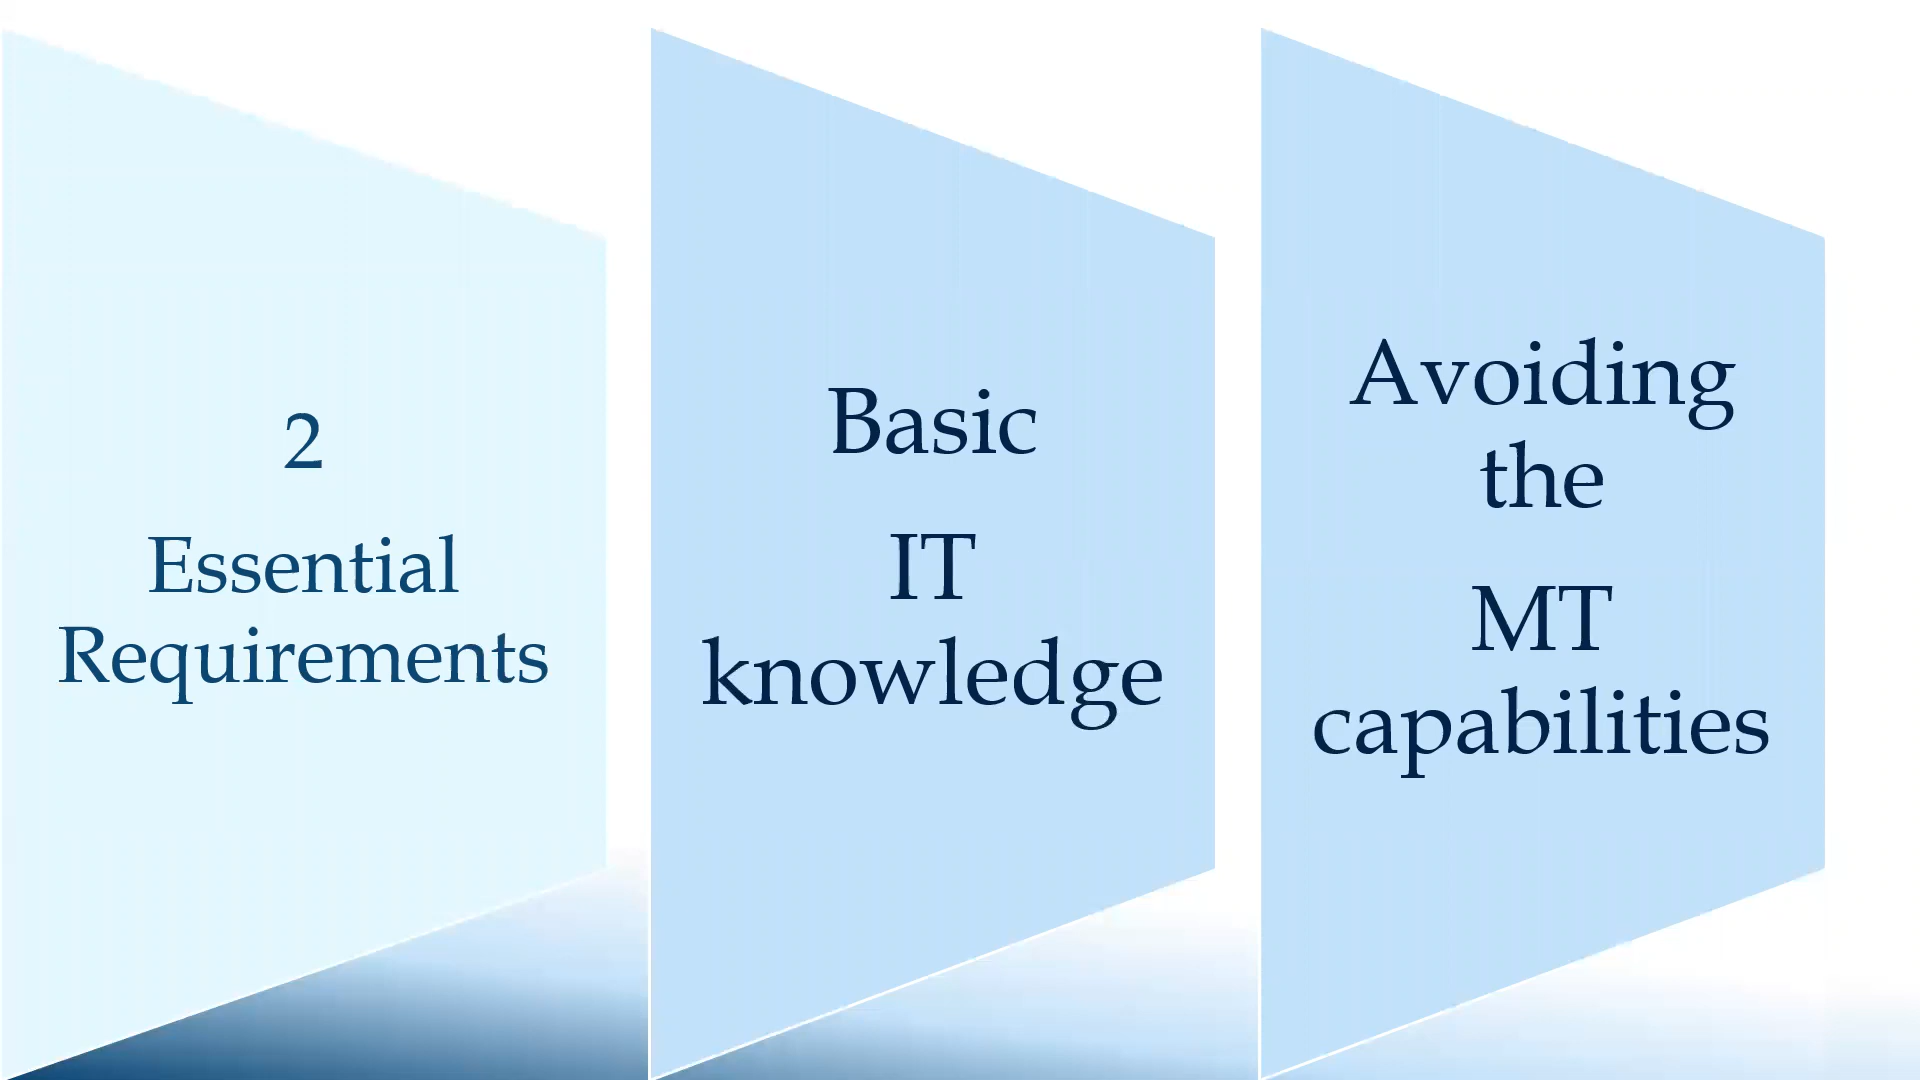 2
Essential
Requirements
Basic
IT
knowledge
Avoiding
the
MT
capabilities